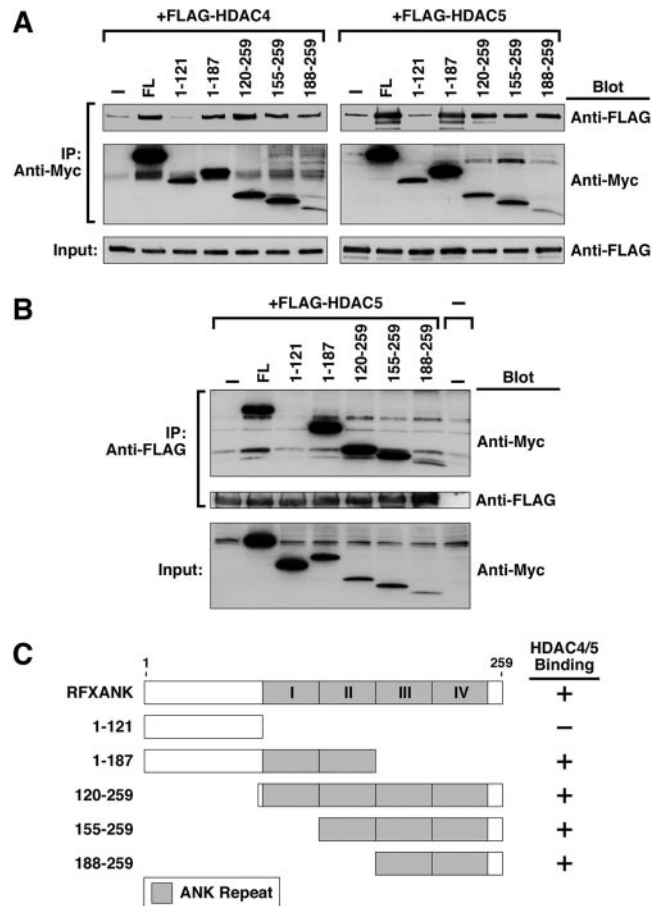 A
+FLAG-HDAC4
+FLAG-HDAC5
– FL 1-121 1-187 120-259 155-259 188-259
– FL 1-121 1-187 120-259 155-259 188-259
Blot
IP:
Anti-Myc
Anti-FLAG
Anti-Myc
Input:
Anti-FLAG
B
+FLAG-HDAC5
–
– FL 1-121 1-187 120-259 155-259 188-259 –
Blot
IP:
Anti-FLAG
Anti-Myc
Anti-FLAG
Input:
Anti-Myc
C
HDAC4/5
Binding
1 259
RFXANK I II III IV +
1-121 –
1-187 +
120-259 +
155-259 +
188-259 +
ANK Repeat